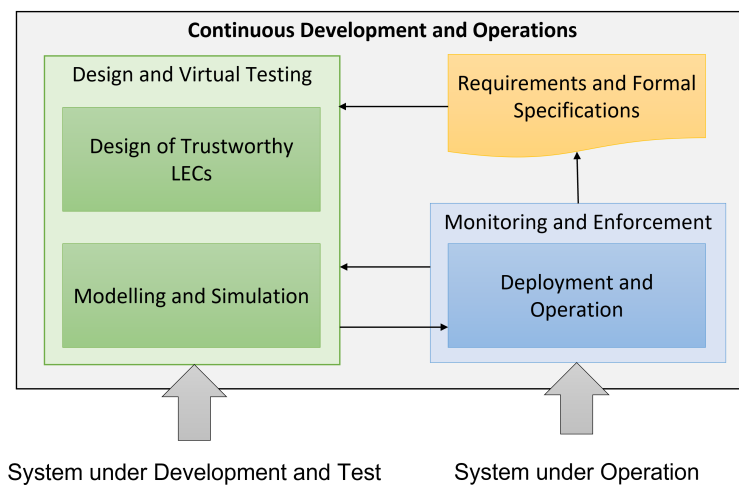 Continuous Development and Operations
Design and Virtual Testing
Design of Trustworthy
LECs
Modelling and Simulation
Requirements and Formal
Specifications
Monitoring and Enforcement
Deployment and
Operation
System under Development and Test
System under Operation